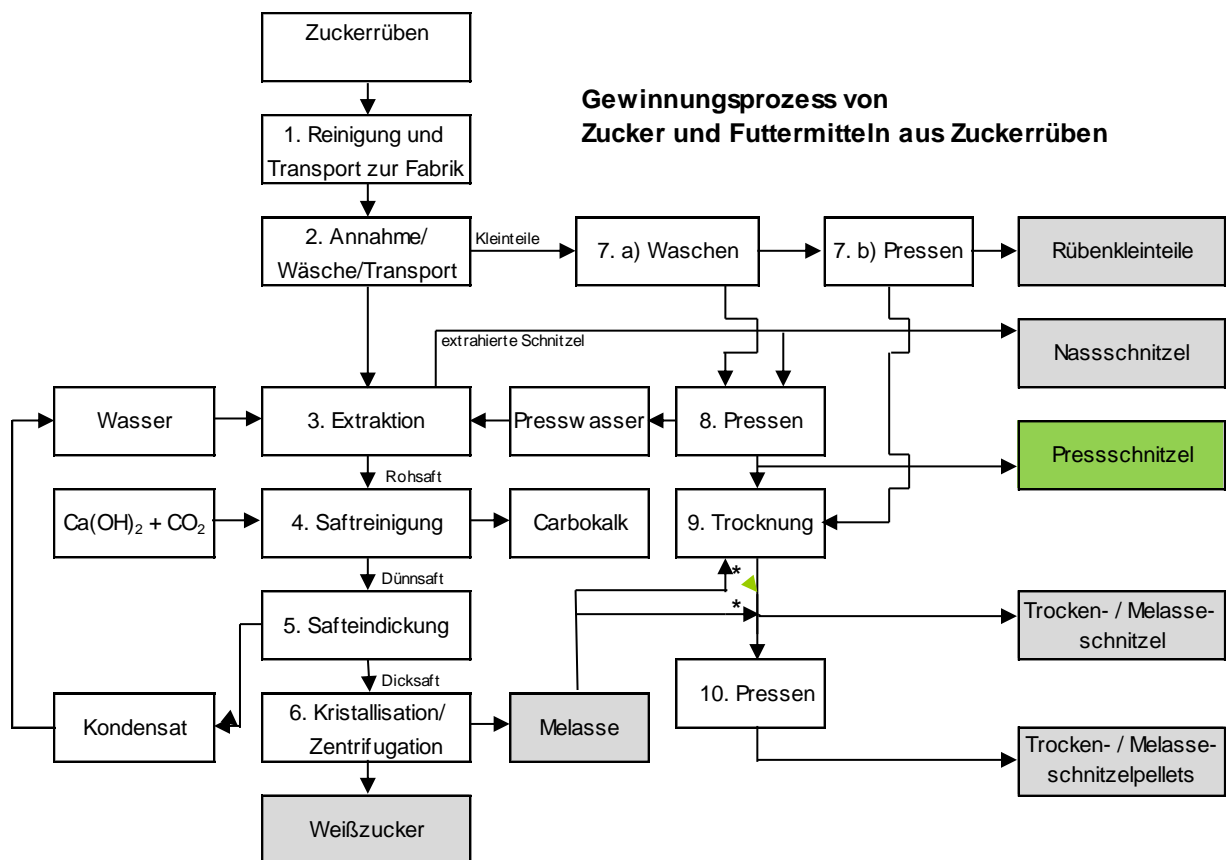 Zuckerrüben
Gewinnungsprozess von
Zucker und Futtermitteln aus Zuckerrüben
1. Reinigung und
Transport zur Fabrik
2. Annahme/
Wäsche/Transport
Kleinteile
7. a) Waschen
7. b) Pressen
Rübenkleinteile
extrahierte Schnitzel
Nassschnitzel
Wasser
3. Extraktion
Presswasser
8. Pressen
Pressschnitzel
Rohsaft
Ca(OH)₂ + CO₂
4. Saftreinigung
Carbokalk
9. Trocknung
Dünnsaft
*
*
5. Safteindickung
Trocken- / Melasse-
schnitzel
Dicksaft
10. Pressen
Kondensat
6. Kristallisation/
Zentrifugation
Melasse
Trocken- / Melasse-
schnitzelpellets
Weißzucker